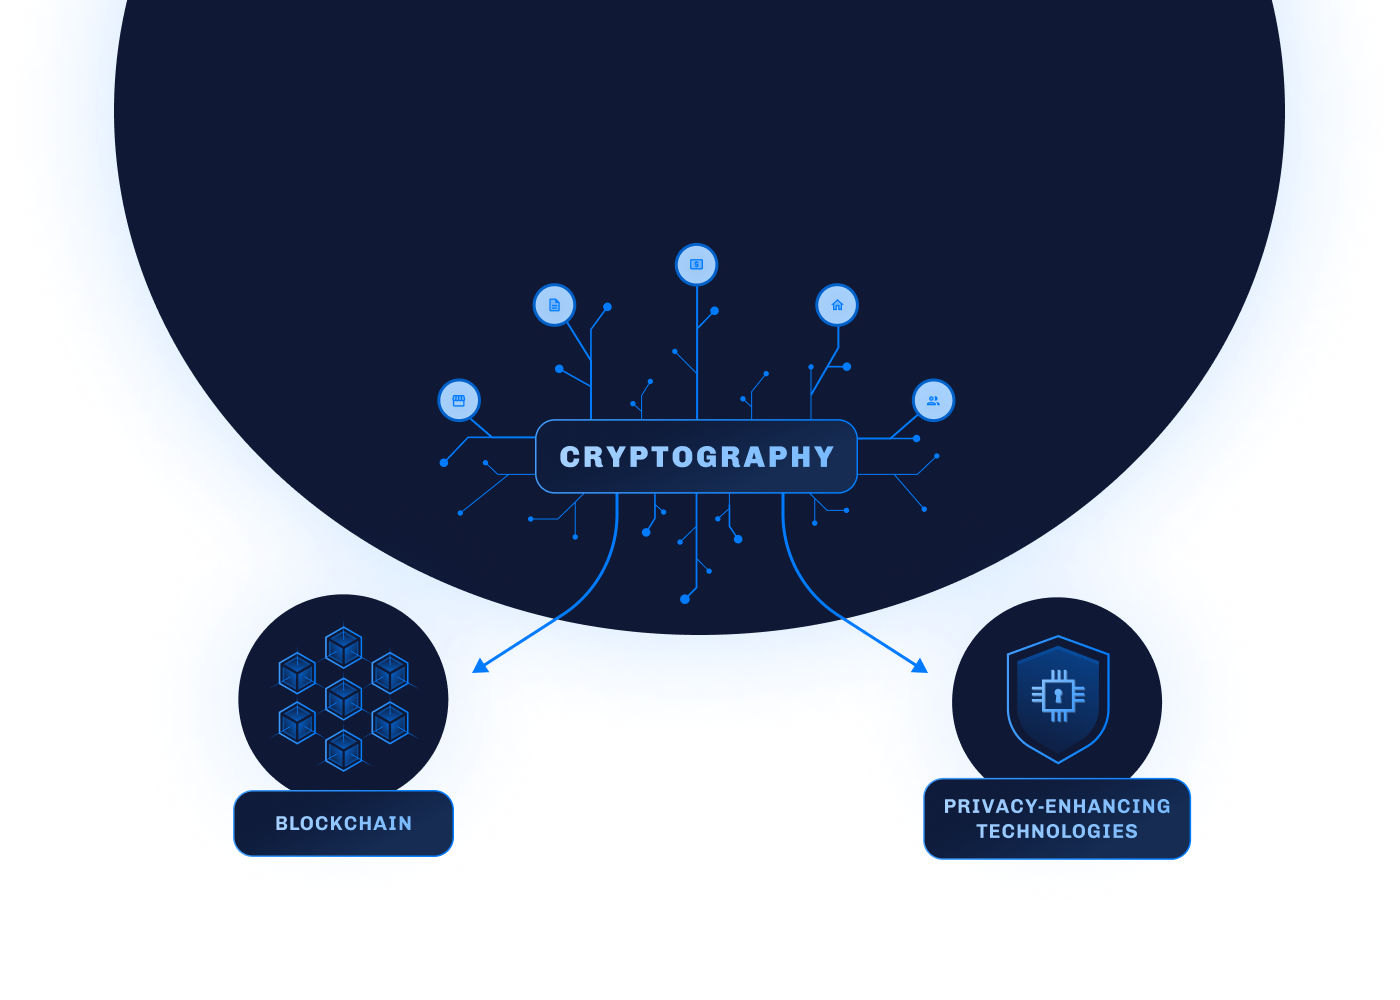 CRYPTOGRAPHY
BLOCKCHAIN
PRIVACY-ENHANCING
TECHNOLOGIES